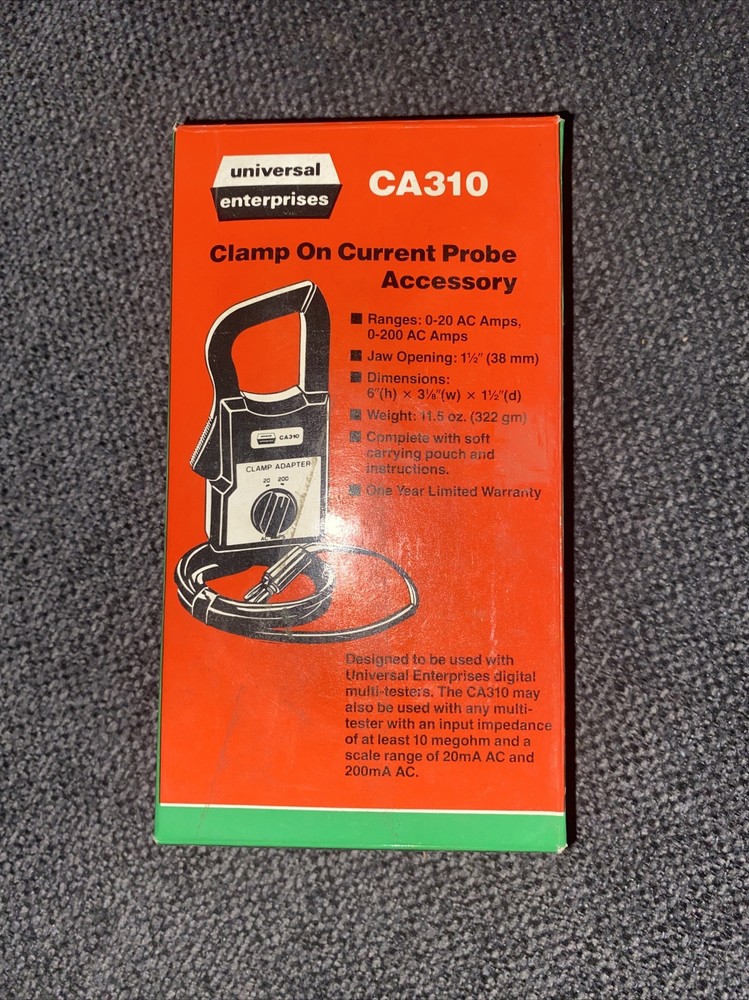 universal
enterprises
CA310
Clamp On Current Probe
Accessory
Ranges: 0-20 AC Amps,
0-200 AC Amps
Jaw Opening: 1½" (38 mm)
Dimensions:
6"(h) × 3⅛"(w) × 1½"(d)
Weight: 11.5 oz. (322 gm)
Complete with soft
carrying pouch and
instructions.
One Year Limited Warranty
CA310
CLAMP ADAPTER
20 200
Designed to be used with
Universal Enterprises digital
multi-testers. The CA310 may
also be used with any multi-
tester with an input impedance
of at least 10 megohm and a
scale range of 20mA AC and
200mA AC.